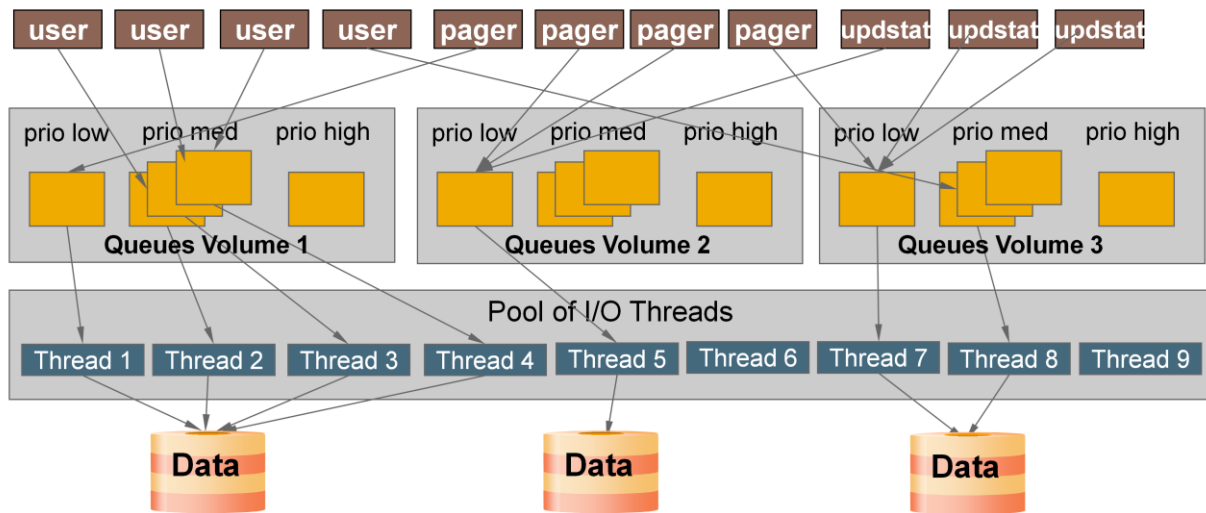 user user user user pager pager pager pager updstat updstat updstat
prio low prio med prio high prio low prio med prio high prio low prio med prio high
Queues Volume 1 Queues Volume 2 Queues Volume 3
Pool of I/O Threads
Thread 1 Thread 2 Thread 3 Thread 4 Thread 5 Thread 6 Thread 7 Thread 8 Thread 9
Data Data Data